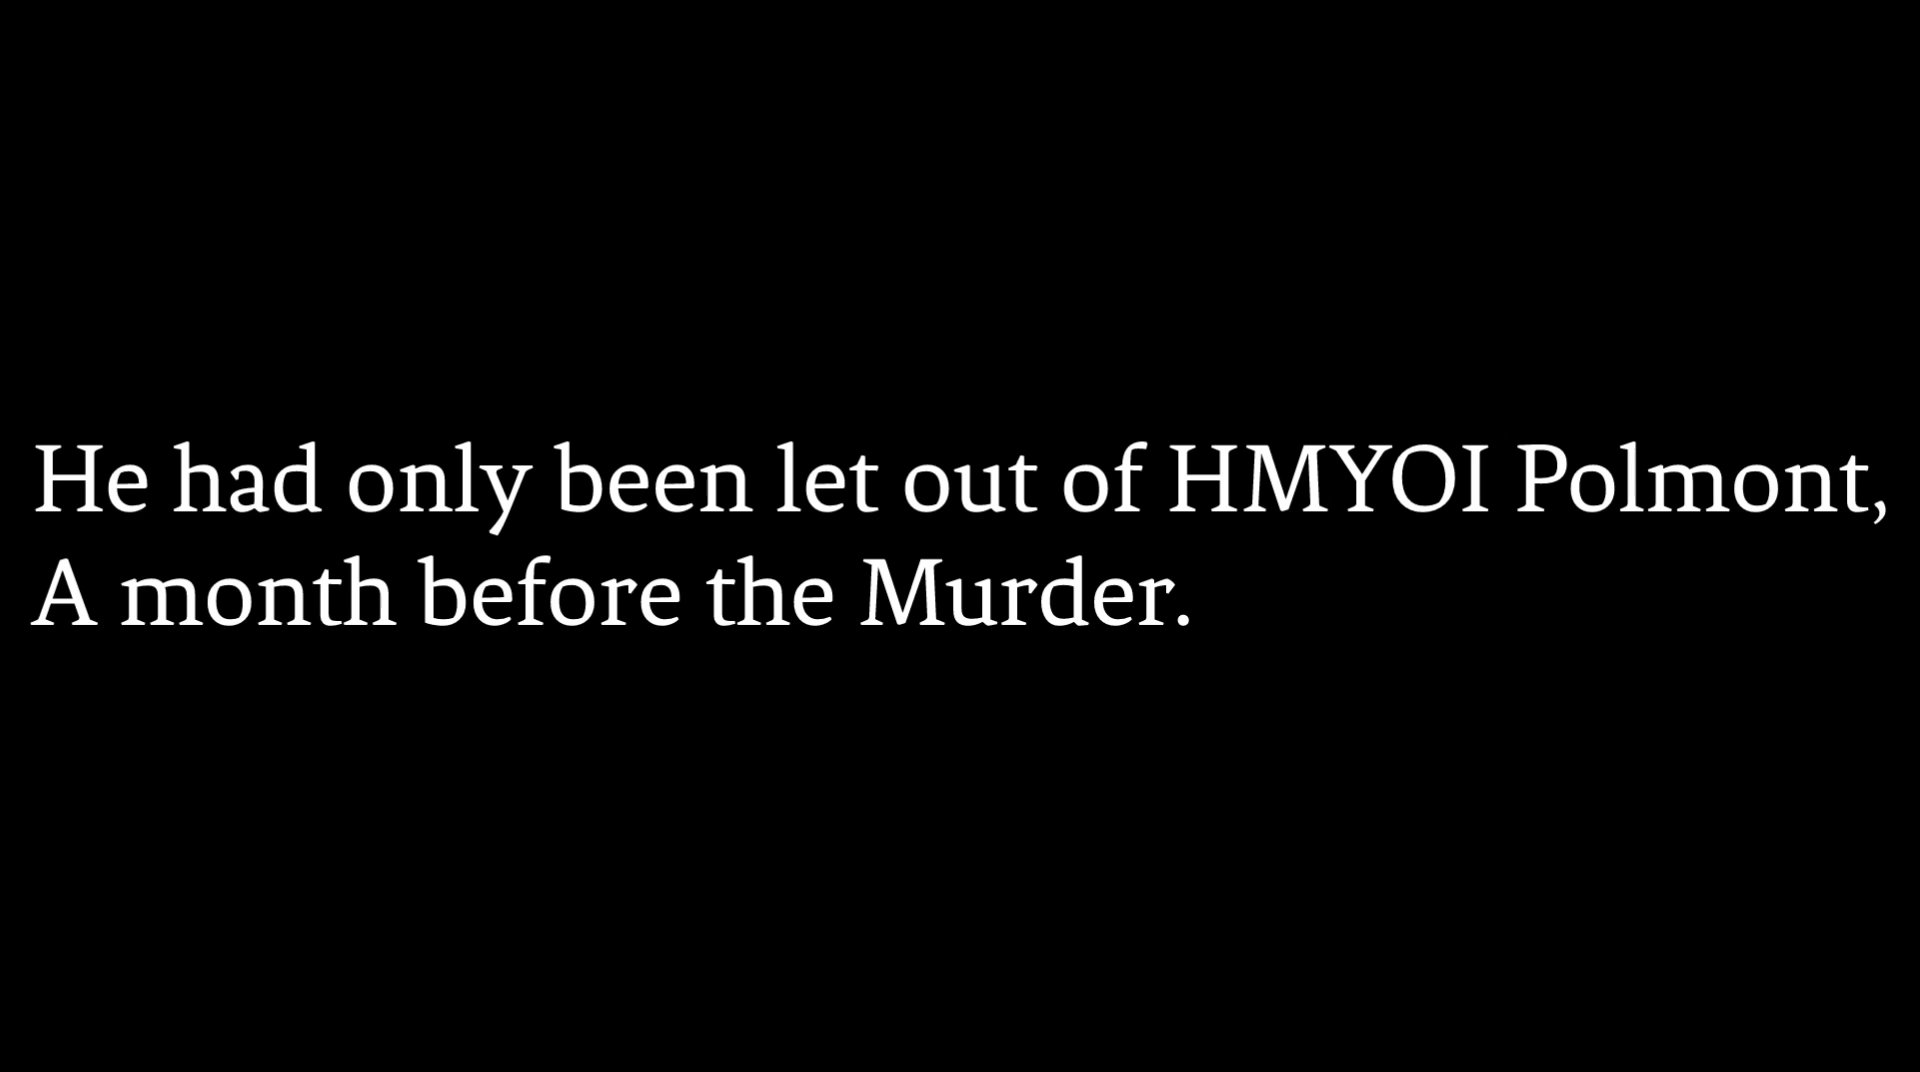 He had only been let out of HMYOI Polmont,
A month before the Murder.